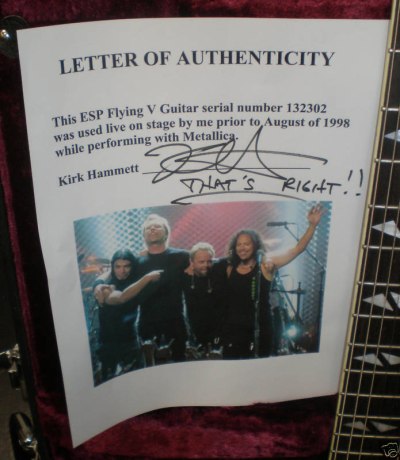 LETTER OF AUTHENTICITY
This ESP Flying V Guitar serial number 132302
was used live on stage by me prior to August of 1998
while performing with Metallica.
Kirk Hammett
THAT'S RIGHT!!